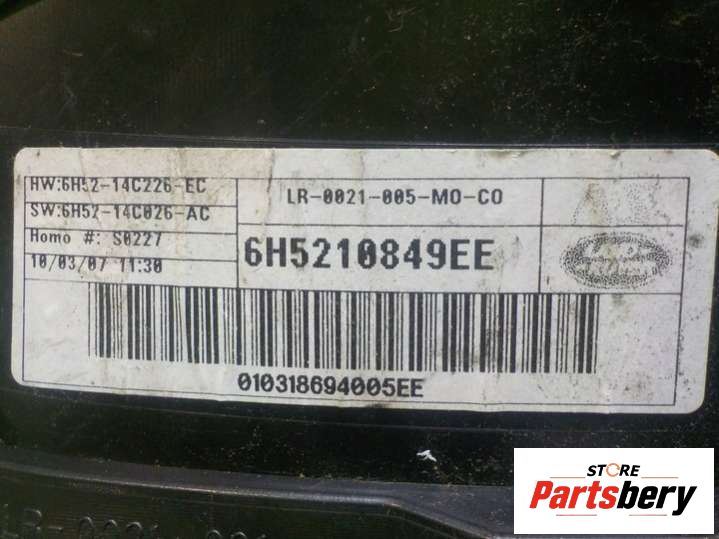 HW:6H52-14C226-EC
SW:6H52-14C026-AC
Homo #: S0227
10/03/07 11:30
LR-0021-005-MO-CO
6H5210849EE
010318694005EE
STORE
Partsbery